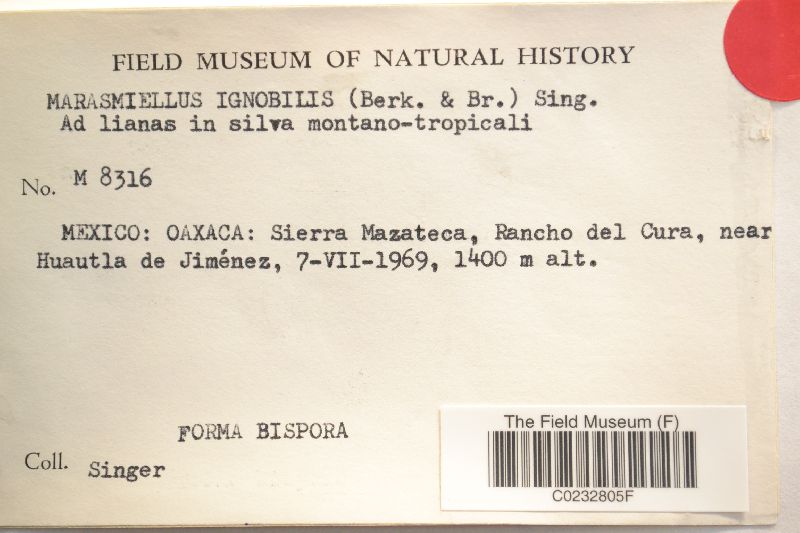 FIELD MUSEUM OF NATURAL HISTORY
MARASMIELLUS IGNOBILIS (Berk. & Br.) Sing.
Ad lianas in silva montano-tropicali
No. M 8316
MEXICO: OAXACA: Sierra Mazateca, Rancho del Cura, near
Huautla de Jiménez, 7-VII-1969, 1400 m alt.
FORMA BISPORA
Coll. Singer
The Field Museum (F)
C0232805F